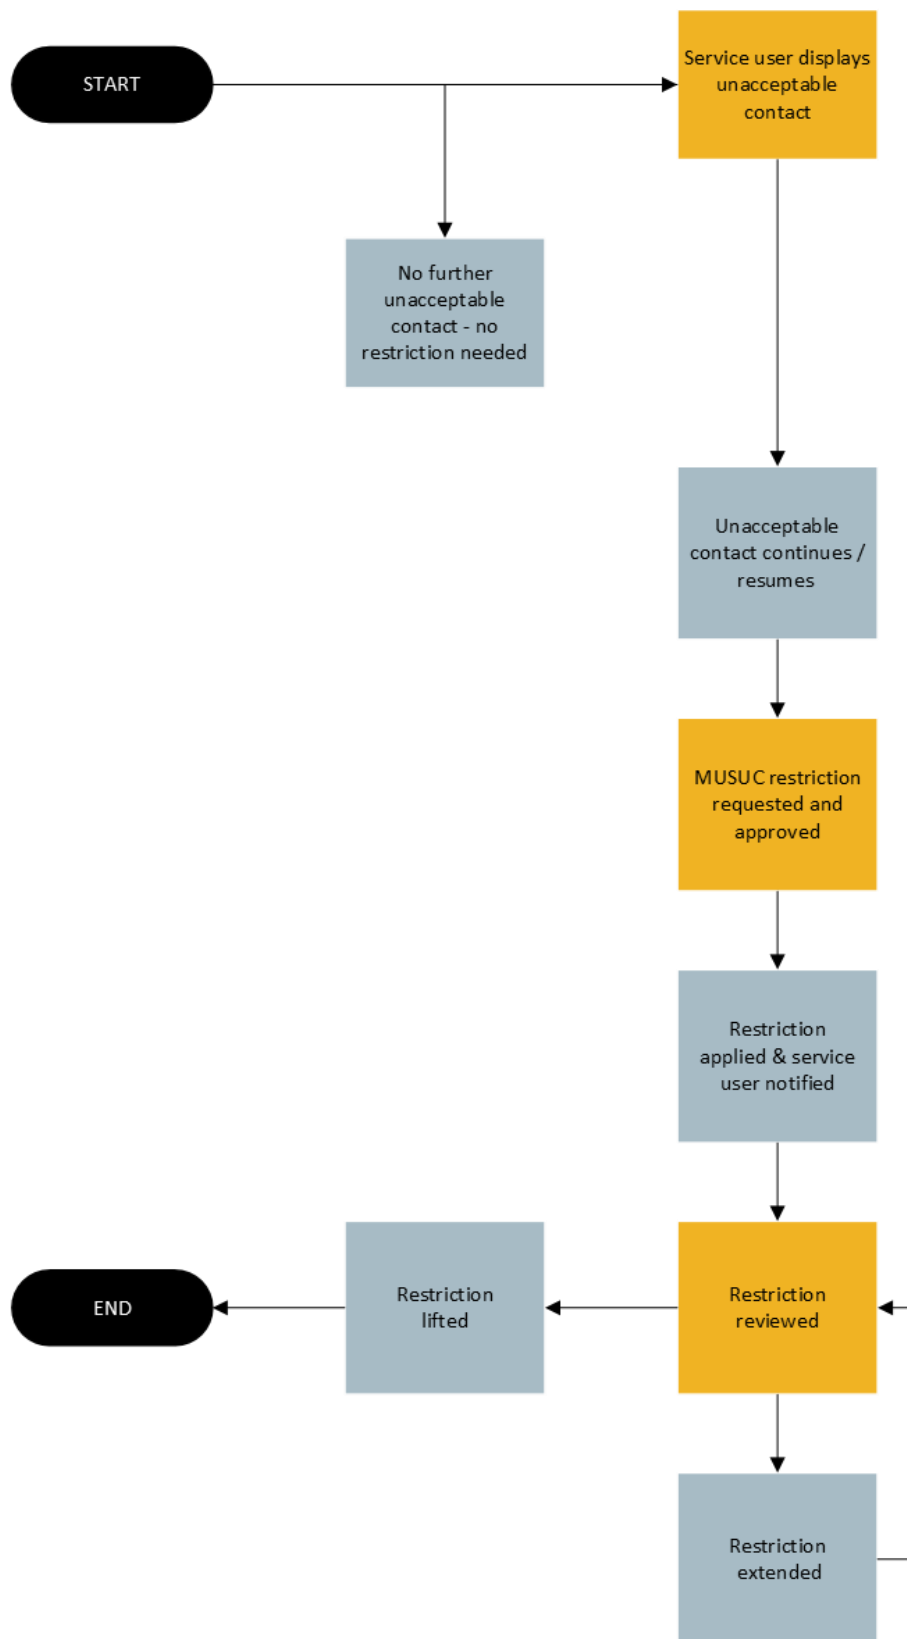 START
Service user displays
unacceptable
contact
No further
unacceptable
contact - no
restriction needed
Unacceptable
contact continues /
resumes
MUSUC restriction
requested and
approved
Restriction
applied & service
user notified
END
Restriction
lifted
Restriction
reviewed
Restriction
extended